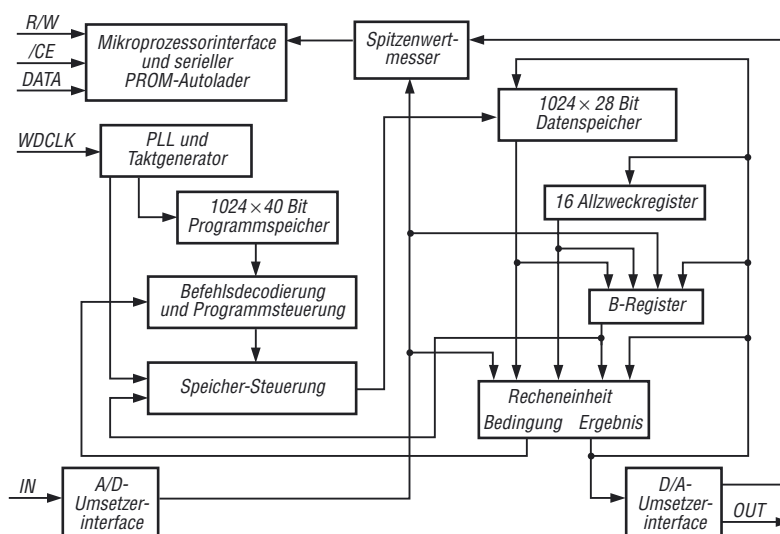 R/W
/CE
DATA
Mikroprozessorinterface
und serieller
PROM-Autolader
Spitzenwert-
messer
1024 × 28 Bit
Datenspeicher
WDCLK
PLL und
Taktgenerator
16 Allzweckregister
1024 × 40 Bit
Programmspeicher
Befehlsdecodierung
und Programmsteuerung
B-Register
Speicher-Steuerung
Recheneinheit
Bedingung Ergebnis
IN
A/D-
Umsetzer-
interface
D/A-
Umsetzer-
interface
OUT